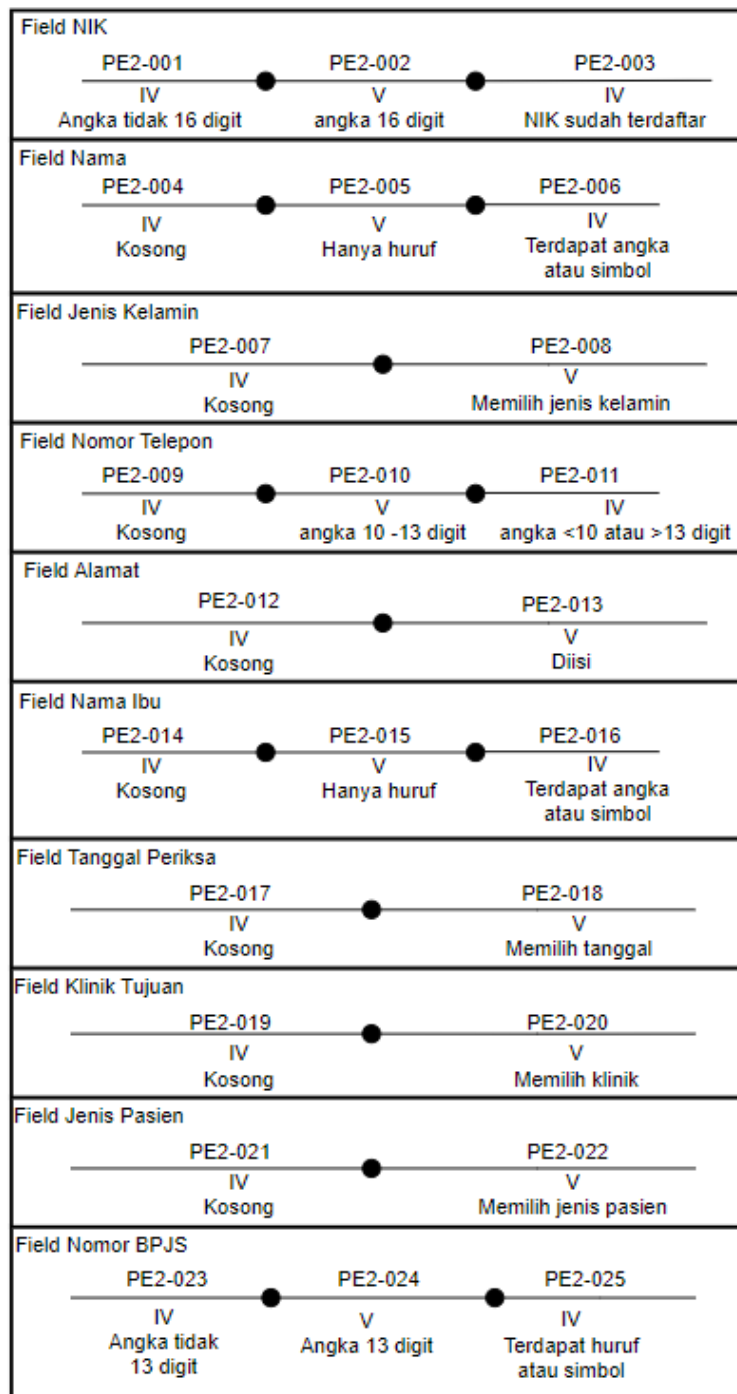 Field NIK
PE2-001 PE2-002 PE2-003
IV V IV
Angka tidak 16 digit angka 16 digit NIK sudah terdaftar
Field Nama
PE2-004 PE2-005 PE2-006
IV V IV
Kosong Hanya huruf Terdapat angka
atau simbol
Field Jenis Kelamin
PE2-007 PE2-008
IV V
Kosong Memilih jenis kelamin
Field Nomor Telepon
PE2-009 PE2-010 PE2-011
IV V IV
Kosong angka 10 -13 digit angka <10 atau >13 digit
Field Alamat
PE2-012 PE2-013
IV V
Kosong Diisi
Field Nama Ibu
PE2-014 PE2-015 PE2-016
IV V IV
Kosong Hanya huruf Terdapat angka
atau simbol
Field Tanggal Periksa
PE2-017 PE2-018
IV V
Kosong Memilih tanggal
Field Klinik Tujuan
PE2-019 PE2-020
IV V
Kosong Memilih klinik
Field Jenis Pasien
PE2-021 PE2-022
IV V
Kosong Memilih jenis pasien
Field Nomor BPJS
PE2-023 PE2-024 PE2-025
IV V IV
Angka tidak Angka 13 digit Terdapat huruf
13 digit atau simbol